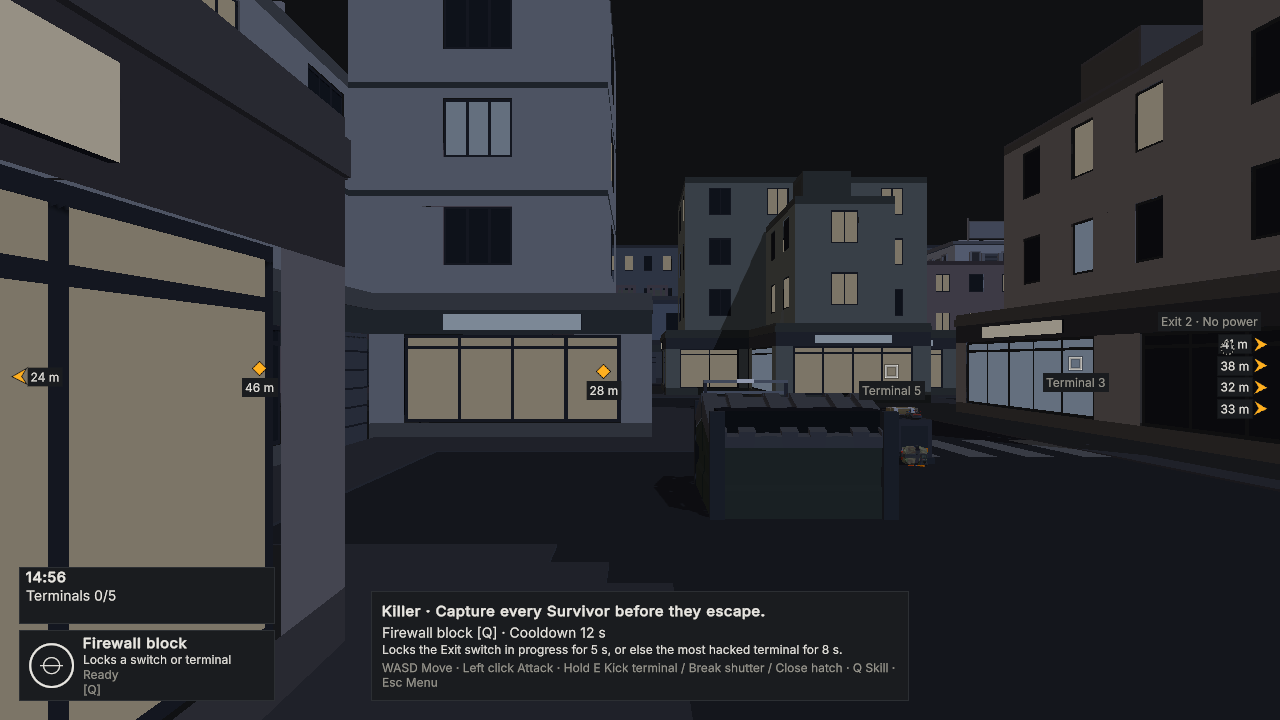 Exit 2 · No power
41 m
38 m
32 m
33 m
24 m
46 m
28 m
Terminal 5
Terminal 3
14:56
Terminals 0/5
Firewall block
Locks a switch or terminal
Ready
[Q]
Killer · Capture every Survivor before they escape.
Firewall block [Q] · Cooldown 12 s
Locks the Exit switch in progress for 5 s, or else the most hacked terminal for 8 s.
WASD Move · Left click Attack · Hold E Kick terminal / Break shutter / Close hatch · Q Skill ·
Esc Menu